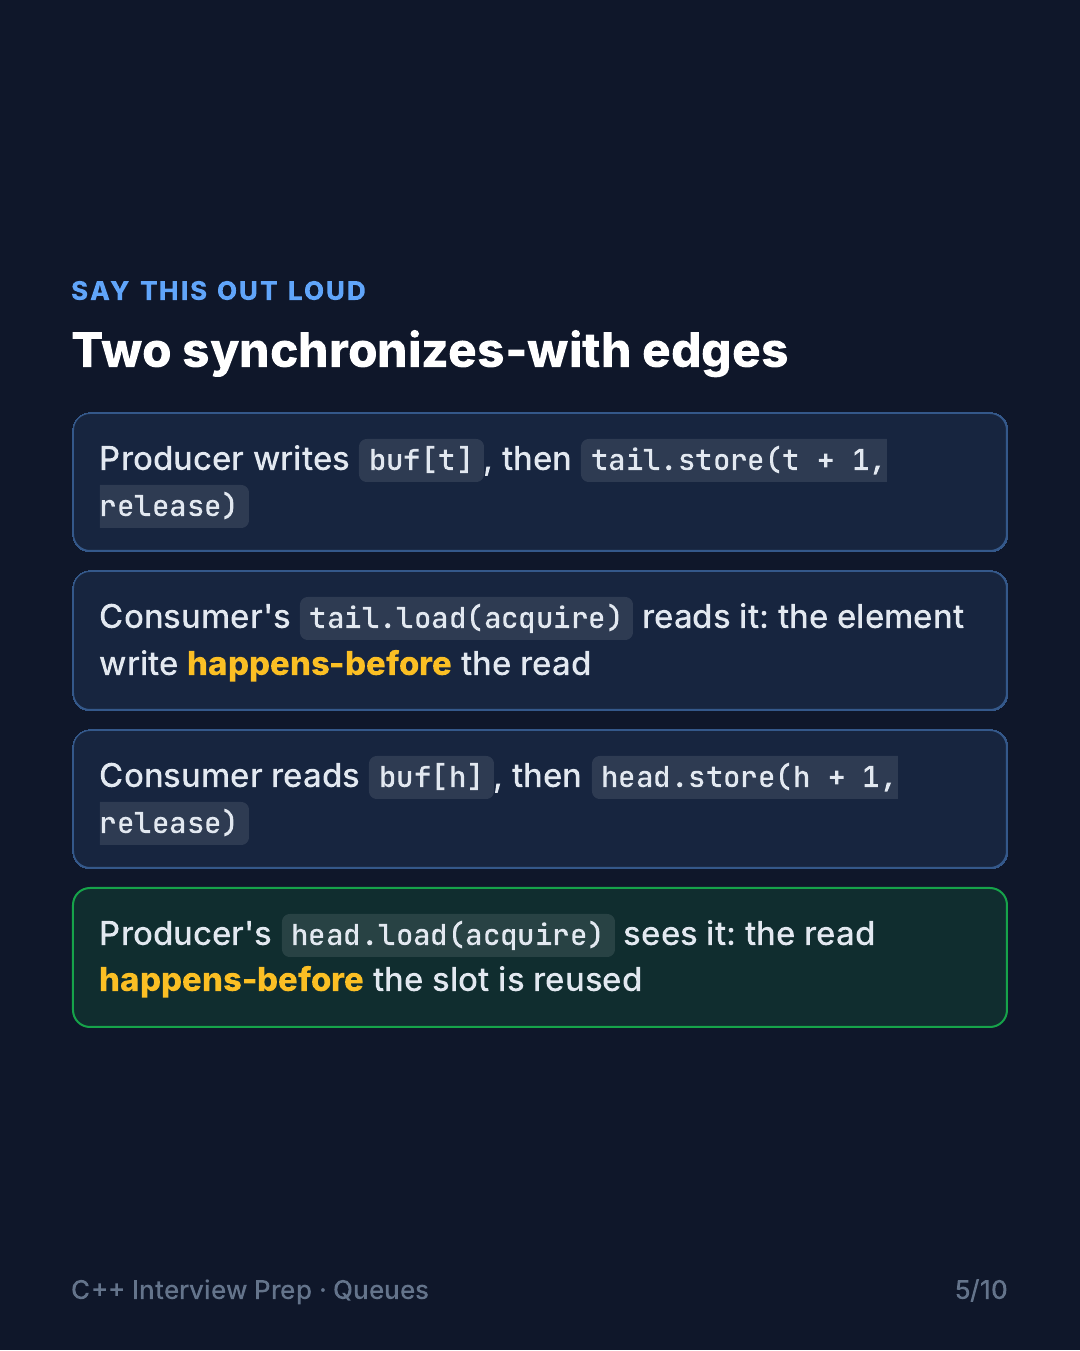 SAY THIS OUT LOUD
Two synchronizes-with edges
Producer writes buf[t], then tail.store(t + 1,
release)
Consumer's tail.load(acquire) reads it: the element
write happens-before the read
Consumer reads buf[h], then head.store(h + 1,
release)
Producer's head.load(acquire) sees it: the read
happens-before the slot is reused
C++ Interview Prep · Queues
5/10